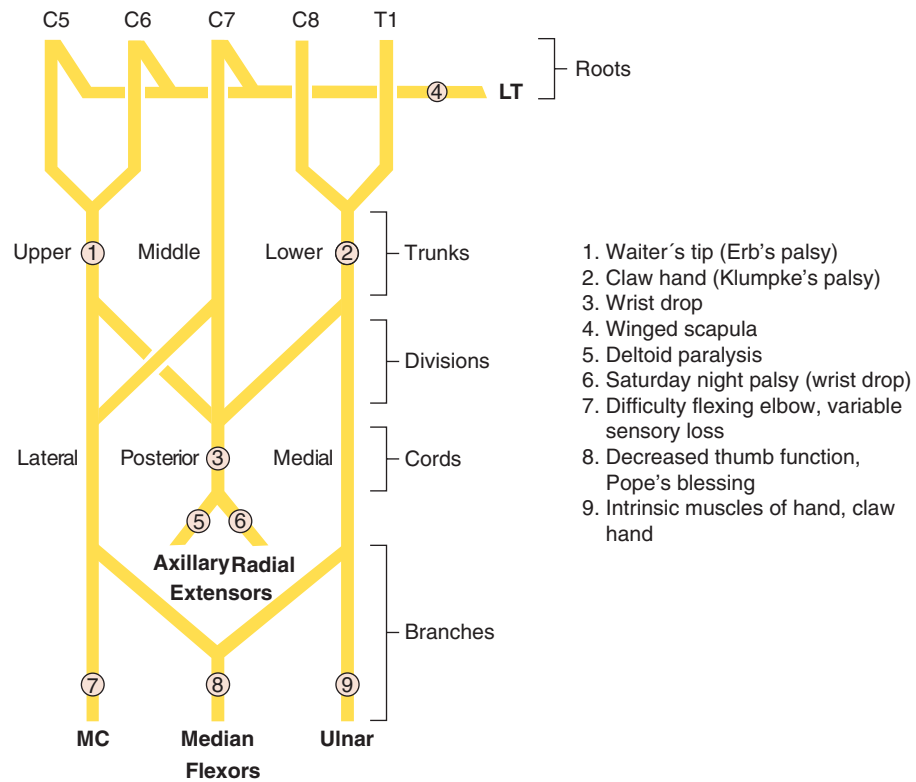 C5 C6 C7 C8 T1
Roots
4
LT
Upper 1 Middle Lower 2 Trunks
Divisions
Lateral Posterior 3 Medial Cords
5 6
Axillary Radial
Extensors
Branches
7 8 9
MC Median Ulnar
Flexors
1. Waiter´s tip (Erb’s palsy)
2. Claw hand (Klumpke’s palsy)
3. Wrist drop
4. Winged scapula
5. Deltoid paralysis
6. Saturday night palsy (wrist drop)
7. Difficulty flexing elbow, variable
sensory loss
8. Decreased thumb function,
Pope’s blessing
9. Intrinsic muscles of hand, claw
hand